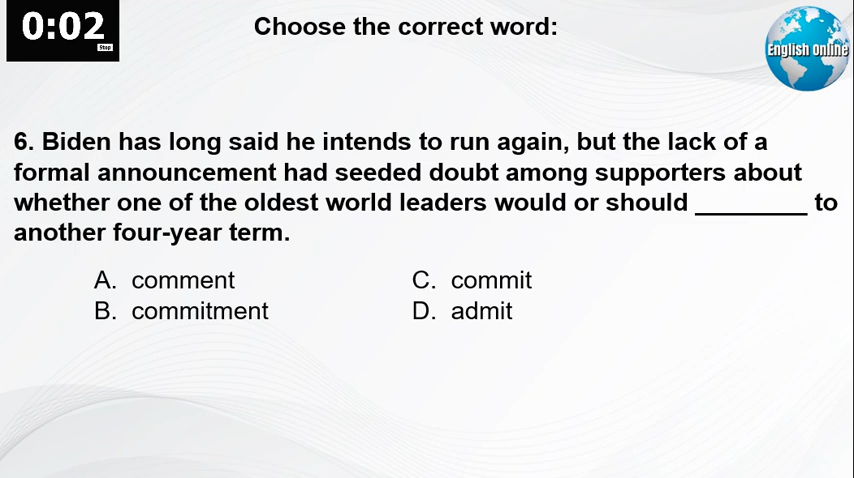 0:02
Stop
Choose the correct word:
English Online
6. Biden has long said he intends to run again, but the lack of a
formal announcement had seeded doubt among supporters about
whether one of the oldest world leaders would or should ________ to
another four-year term.
A. comment
B. commitment
C. commit
D. admit